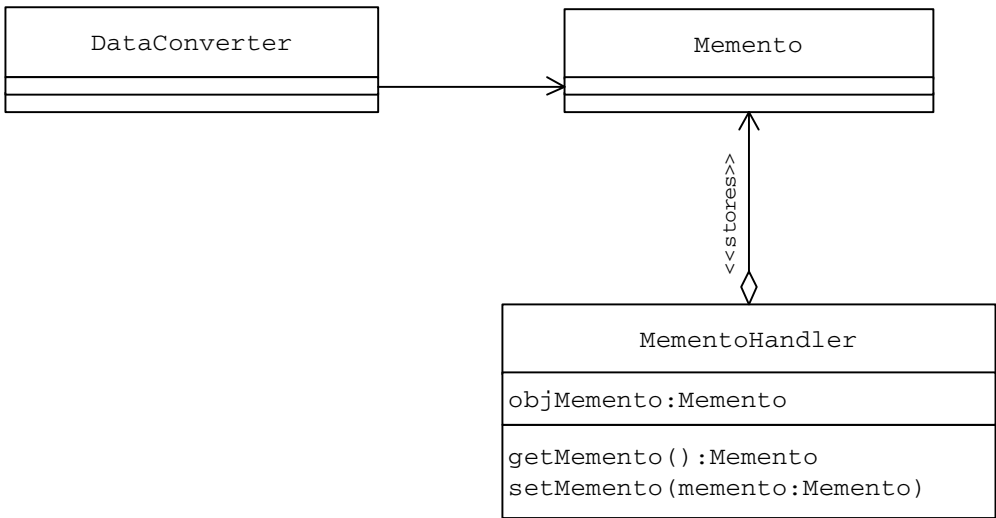 DataConverter
Memento
<<stores>>
MementoHandler
objMemento:Memento
getMemento():Memento
setMemento(memento:Memento)